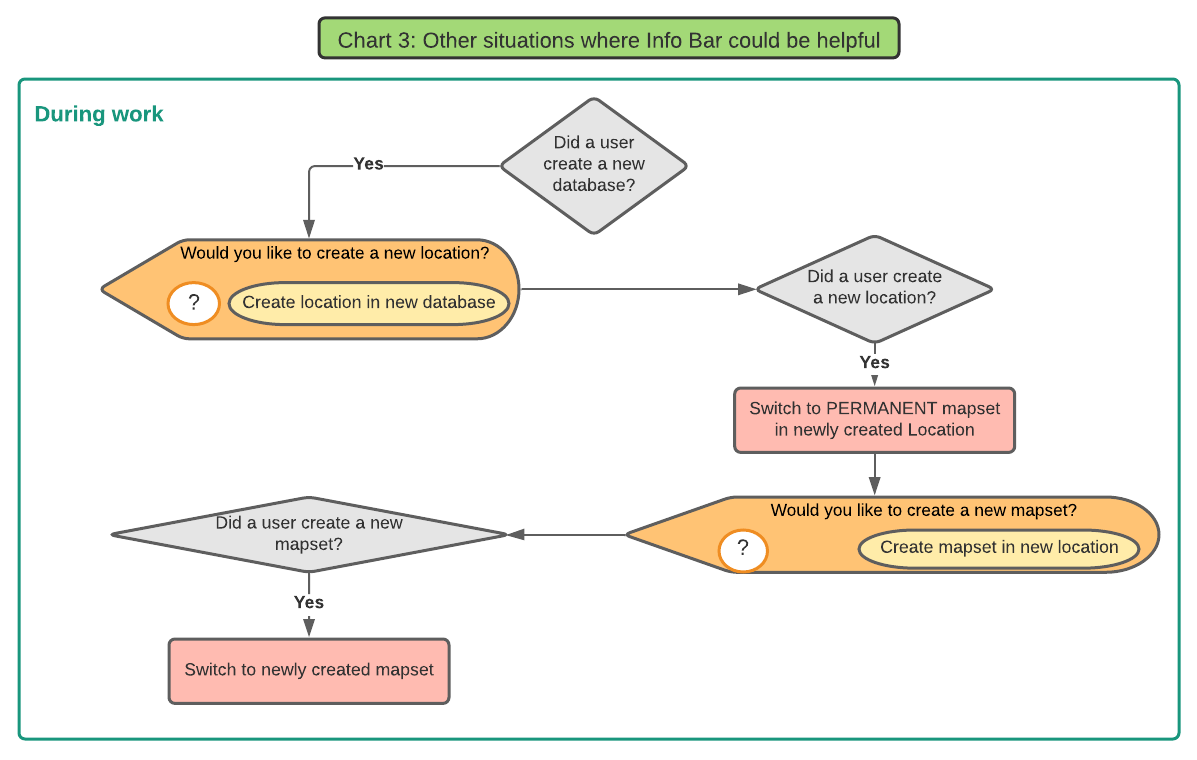 Chart 3: Other situations where Info Bar could be helpful
During work
Did a user
create a new
database?
Yes
Would you like to create a new location?
?
Create location in new database
Did a user create
a new location?
Yes
Switch to PERMANENT mapset
in newly created Location
Would you like to create a new mapset?
?
Create mapset in new location
Did a user create a new
mapset?
Yes
Switch to newly created mapset